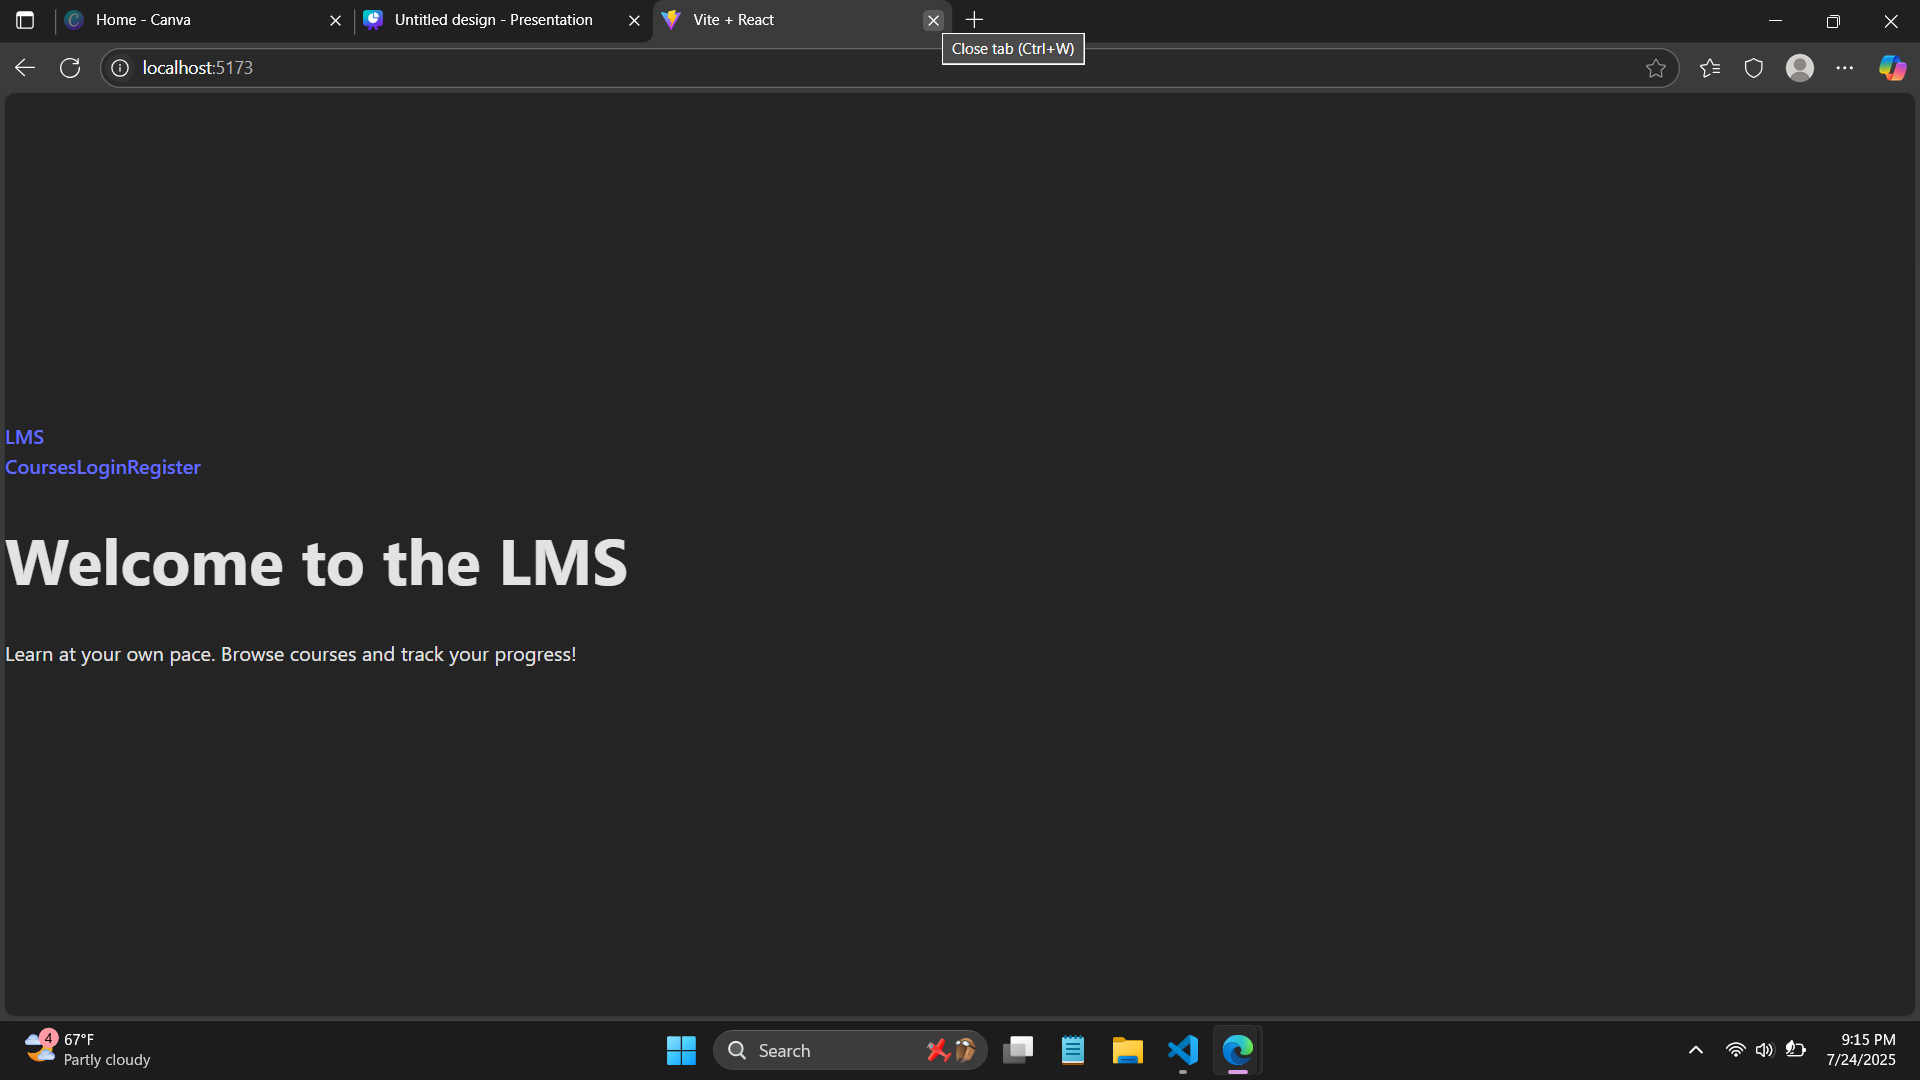 Home - Canva
Untitled design - Presentation
Vite + React
Close tab (Ctrl+W)
localhost:5173
LMS
CoursesLoginRegister
Welcome to the LMS
Learn at your own pace. Browse courses and track your progress!
4
67°F
Partly cloudy
Search
9:15 PM
7/24/2025